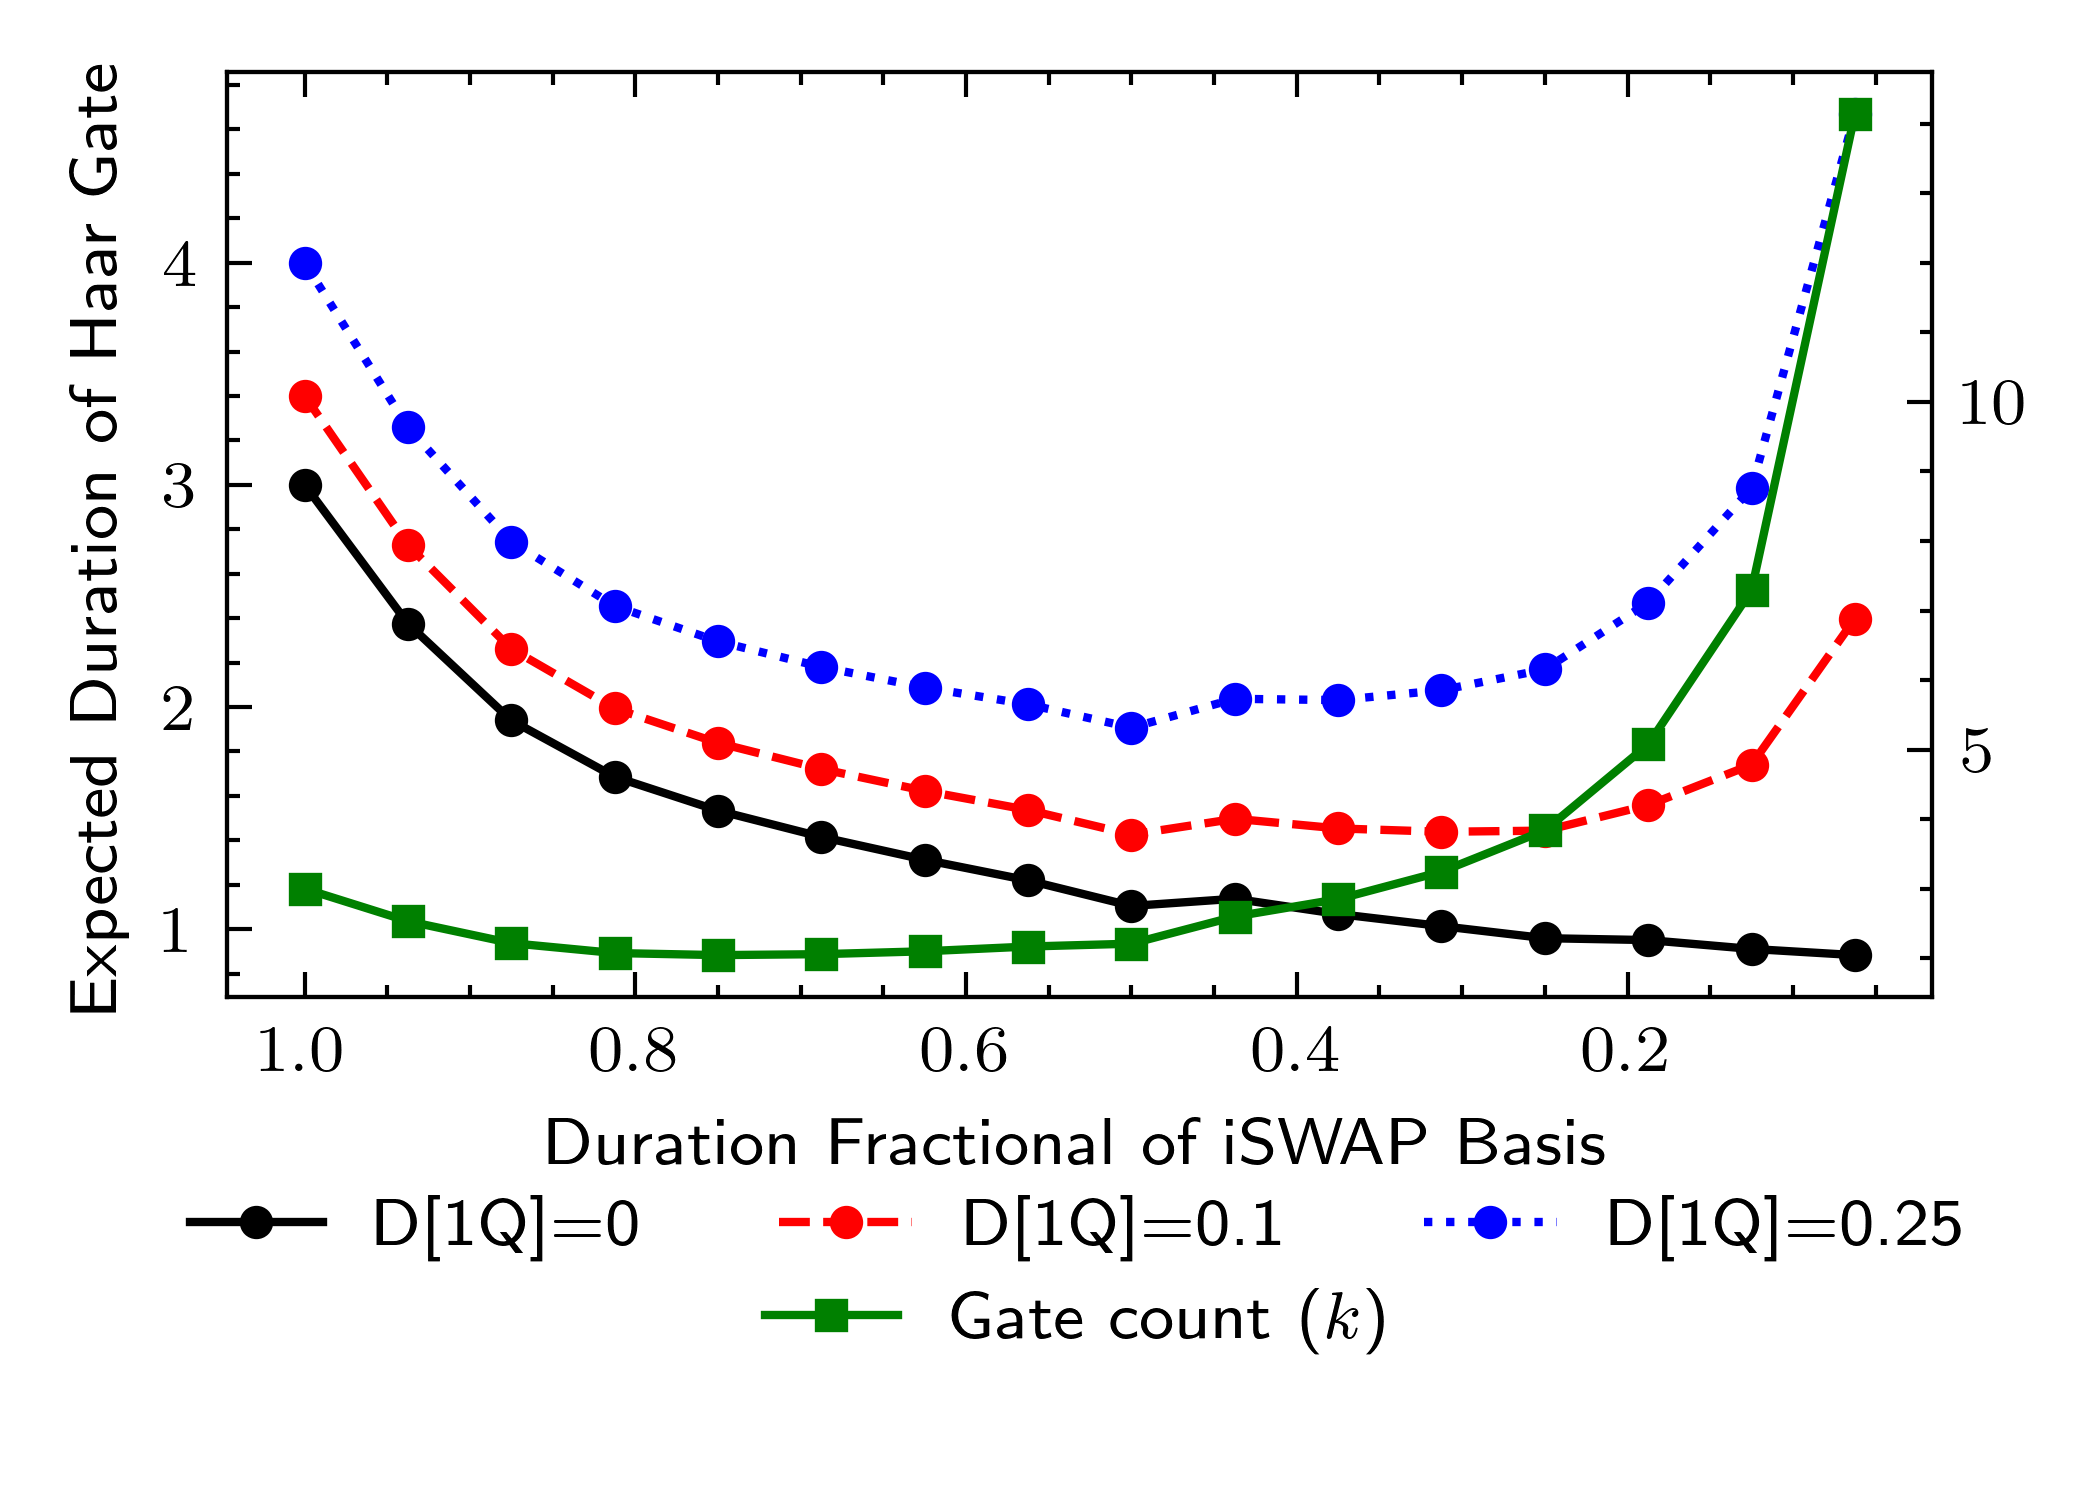 Expected Duration of Haar Gate
4
3
2
1
10
5
1.0 0.8 0.6 0.4 0.2
Duration Fractional of iSWAP Basis
D[1Q]=0 D[1Q]=0.1 D[1Q]=0.25
Gate count (k)